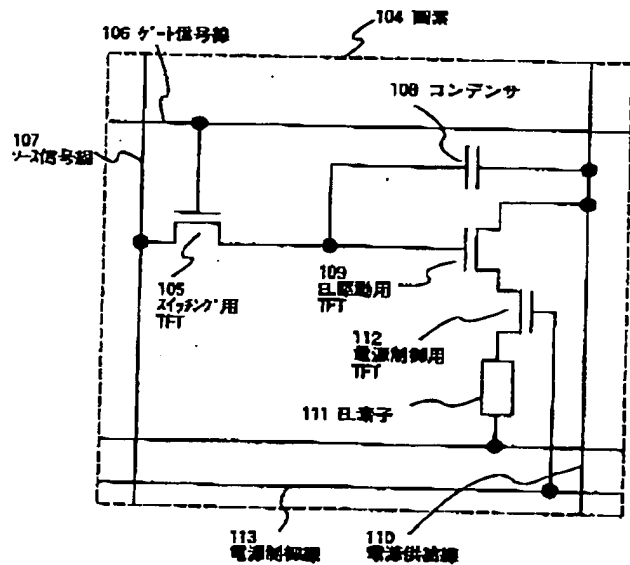 104 画素
106 ゲート信号線
108 コンデンサ
107
ソース信号線
109
EL駆動用
TFT
105
スイッチング用
TFT
112
電源制御用
TFT
111 EL素子
113
電源制御線
110
電源供給線